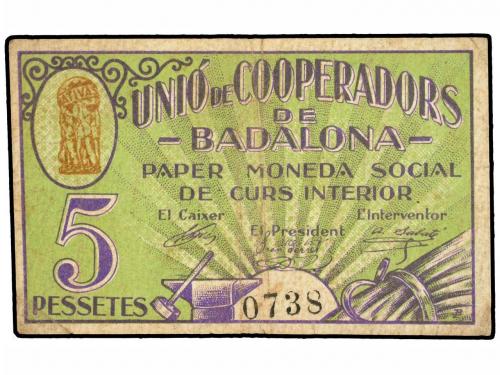 UNIÓ DE COOPERADORS
DE
- BADALONA -
PAPER MONEDA SOCIAL
DE CURS INTERIOR
El Caixer El President L'Interventor
5
PESSETES
0738